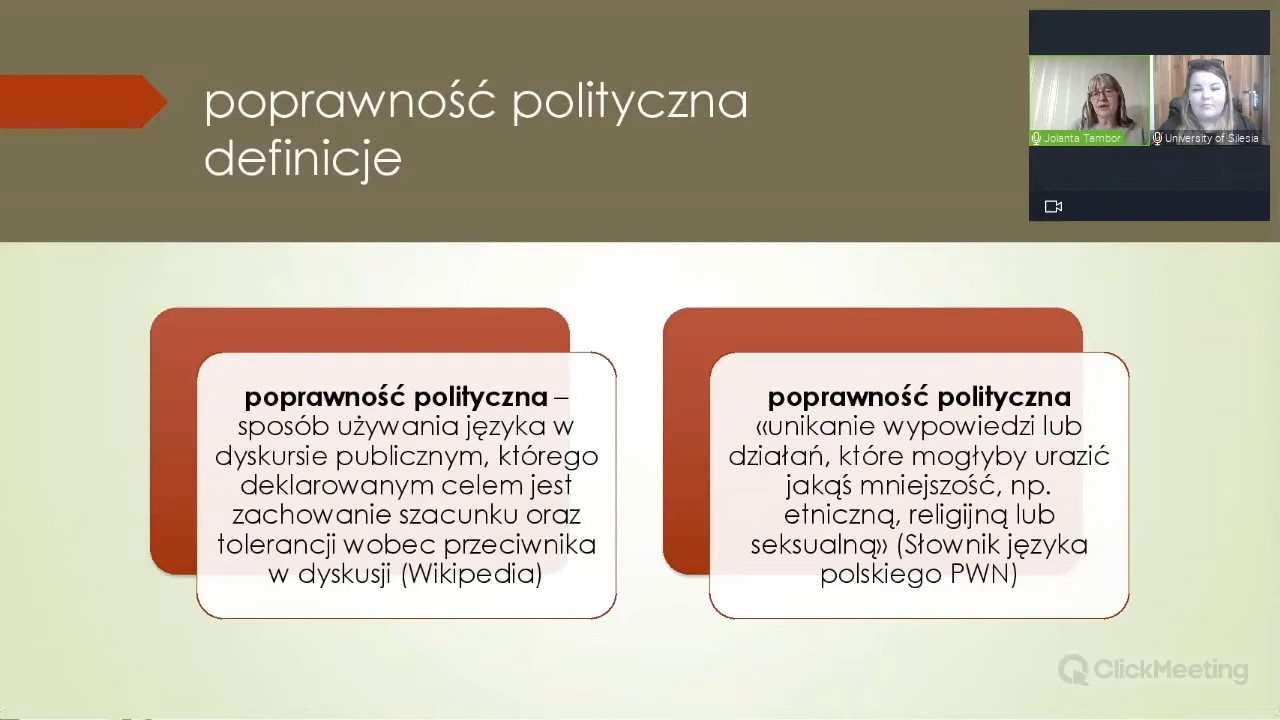 poprawność polityczna
definicje
Jolanta Tambor
University of Silesia
poprawność polityczna –
sposób używania języka w
dyskursie publicznym, którego
deklarowanym celem jest
zachowanie szacunku oraz
tolerancji wobec przeciwnika
w dyskusji (Wikipedia)
poprawność polityczna
«unikanie wypowiedzi lub
działań, które mogłyby urazić
jakąś mniejszość, np.
etniczną, religijną lub
seksualną» (Słownik języka
polskiego PWN)
ClickMeeting